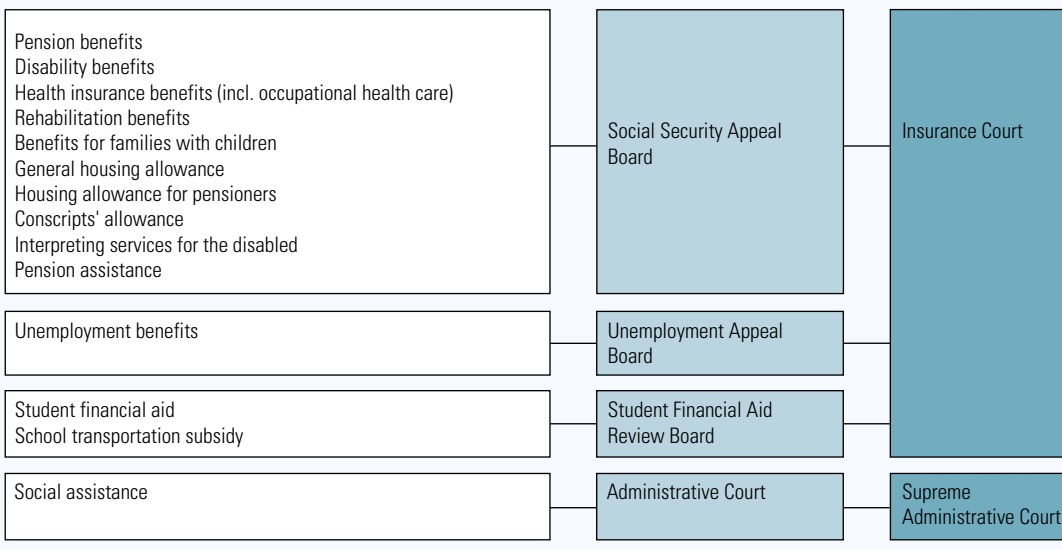 Pension benefits
Disability benefits
Health insurance benefits (incl. occupational health care)
Rehabilitation benefits
Benefits for families with children
General housing allowance
Housing allowance for pensioners
Conscripts' allowance
Interpreting services for the disabled
Pension assistance
Social Security Appeal
Board
Insurance Court
Unemployment benefits
Unemployment Appeal
Board
Student financial aid
School transportation subsidy
Student Financial Aid
Review Board
Social assistance
Administrative Court
Supreme
Administrative Court